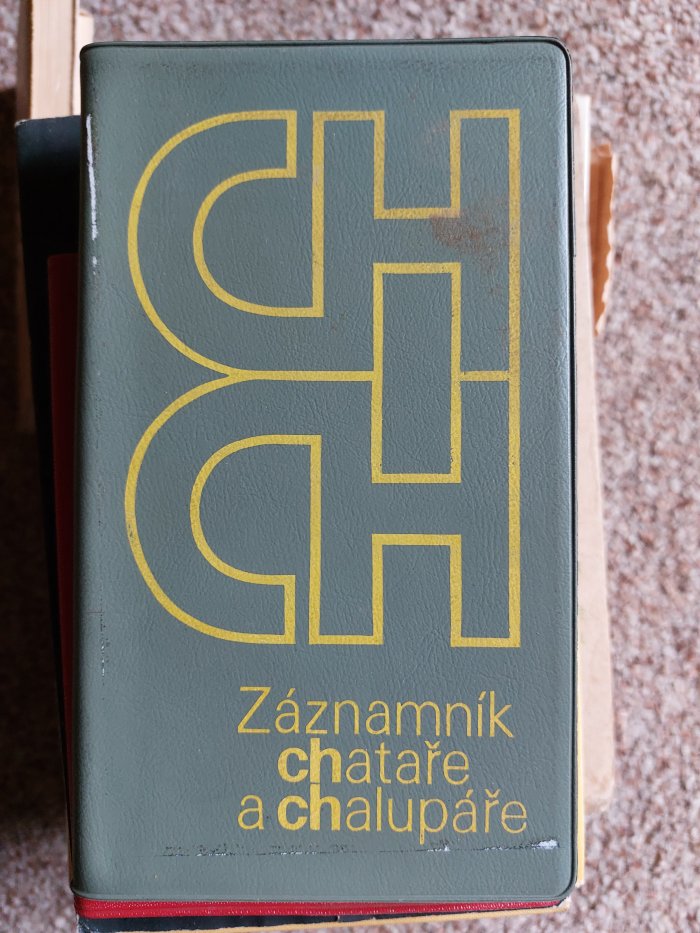 CH
CH
Záznamník
chataře
a chalupáře